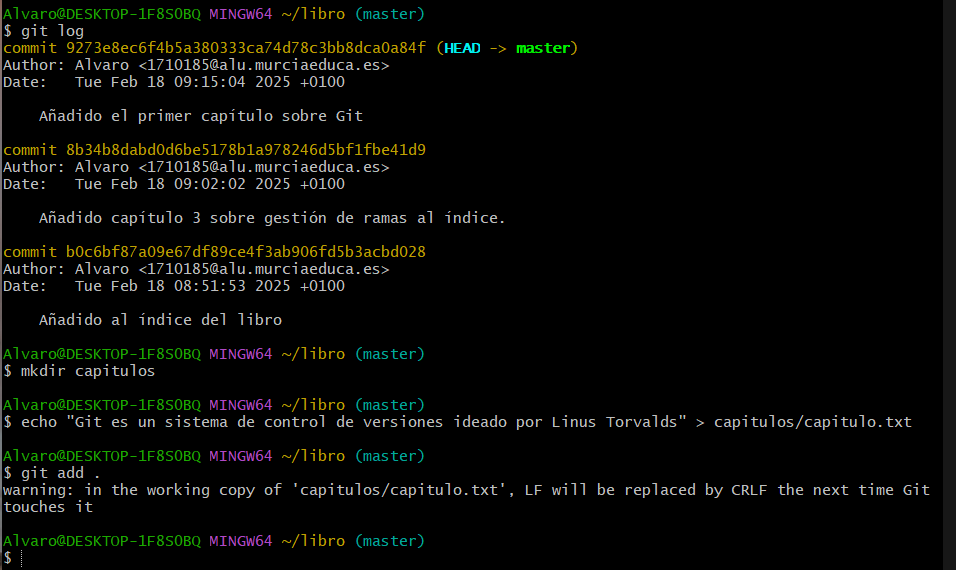 Alvaro@DESKTOP-1F8S0BQ MINGW64 ~/libro (master)
$ git log
commit 9273e8ec6f4b5a380333ca74d78c3bb8dca0a84f (HEAD -> master)
Author: Alvaro <1710185@alu.murciaeduca.es>
Date:   Tue Feb 18 09:15:04 2025 +0100

    Añadido el primer capítulo sobre Git

commit 8b34b8dabd0d6be5178b1a978246d5bf1fbe41d9
Author: Alvaro <1710185@alu.murciaeduca.es>
Date:   Tue Feb 18 09:02:02 2025 +0100

    Añadido capítulo 3 sobre gestión de ramas al índice.

commit b0c6bf87a09e67df89ce4f3ab906fd5b3acbd028
Author: Alvaro <1710185@alu.murciaeduca.es>
Date:   Tue Feb 18 08:51:53 2025 +0100

    Añadido al índice del libro

Alvaro@DESKTOP-1F8S0BQ MINGW64 ~/libro (master)
$ mkdir capitulos

Alvaro@DESKTOP-1F8S0BQ MINGW64 ~/libro (master)
$ echo "Git es un sistema de control de versiones ideado por Linus Torvalds" > capitulos/capitulo.txt

Alvaro@DESKTOP-1F8S0BQ MINGW64 ~/libro (master)
$ git add .
warning: in the working copy of 'capitulos/capitulo.txt', LF will be replaced by CRLF the next time Git
touches it

Alvaro@DESKTOP-1F8S0BQ MINGW64 ~/libro (master)
$